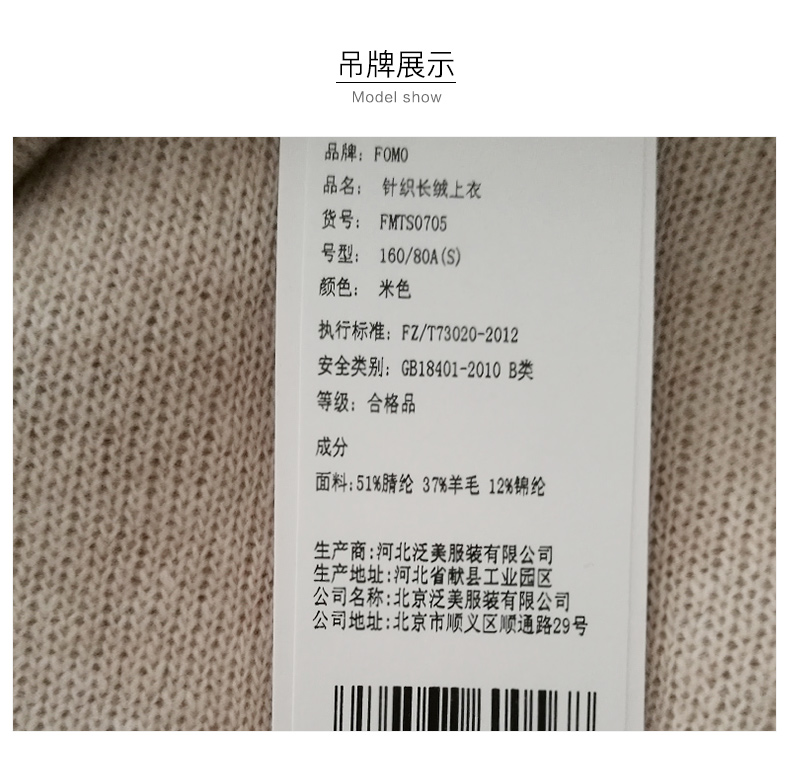 吊牌展示
Model show
品牌: FOMO
品名: 针织长绒上衣
货号: FMTS0705
号型: 160/80A(S)
颜色: 米色
执行标准: FZ/T73020-2012
安全类别: GB18401-2010 B类
等级: 合格品
成分
面料:51%腈纶 37%羊毛 12%锦纶
生产商:河北泛美服装有限公司
生产地址:河北省献县工业园区
公司名称:北京泛美服装有限公司
公司地址:北京市顺义区顺通路29号